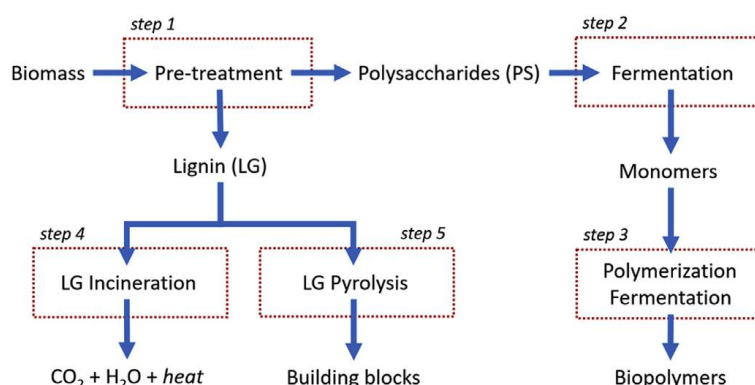 step 1
step 2
Biomass
Pre-treatment
Polysaccharides (PS)
Fermentation
Lignin (LG)
Monomers
step 4
step 5
step 3
LG Incineration
LG Pyrolysis
Polymerization
Fermentation
CO₂ + H₂O + heat
Building blocks
Biopolymers